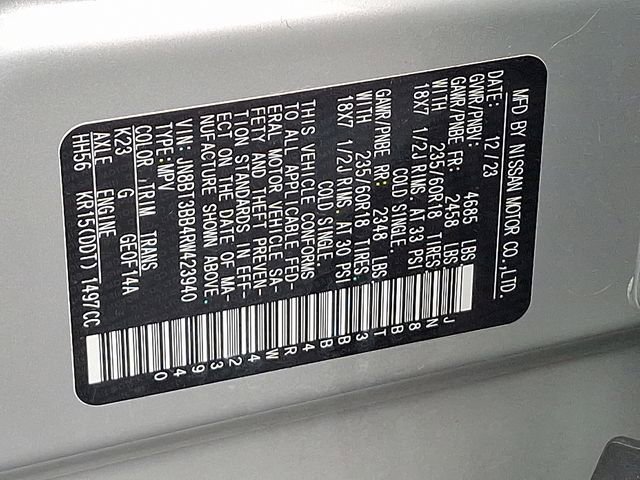 MFD BY NISSAN MOTOR CO.,LTD.
DATE: 12/23
GVWR/PNBV: 4685 LBS
GAWR/PNBE FR: 2458 LBS
WITH 235/60R18 TIRES.
18X7 1/2J RIMS. AT 33 PSI
COLD SINGLE.
GAWR/PNBE RR: 2348 LBS
WITH 235/60R18 TIRES.
18X7 1/2J RIMS. AT 30 PSI
COLD SINGLE.
THIS VEHICLE CONFORMS
TO ALL APPLICABLE FED-
ERAL MOTOR VEHICLE SA-
FETY AND THEFT PREVEN-
TION STANDARDS IN EFF-
ECT ON THE DATE OF MA-
NUFACTURE SHOWN ABOVE.
VIN: JN8BT3BB4RW423940
TYPE:MPV
COLOR TRIM TRANS
K23 G GE0F14A
AXLE ENGINE
HH56 KR15(DDT) 1497CC
JN8BT3BB4RW423940